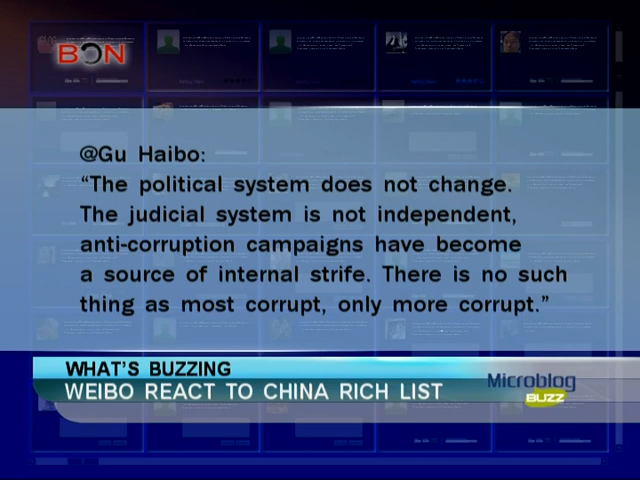 BON
@Gu Haibo:
“The political system does not change.
The judicial system is not independent,
anti-corruption campaigns have become
a source of internal strife. There is no such
thing as most corrupt, only more corrupt.”
WHAT'S BUZZING
WEIBO REACT TO CHINA RICH LIST
Microblog
BUZZ